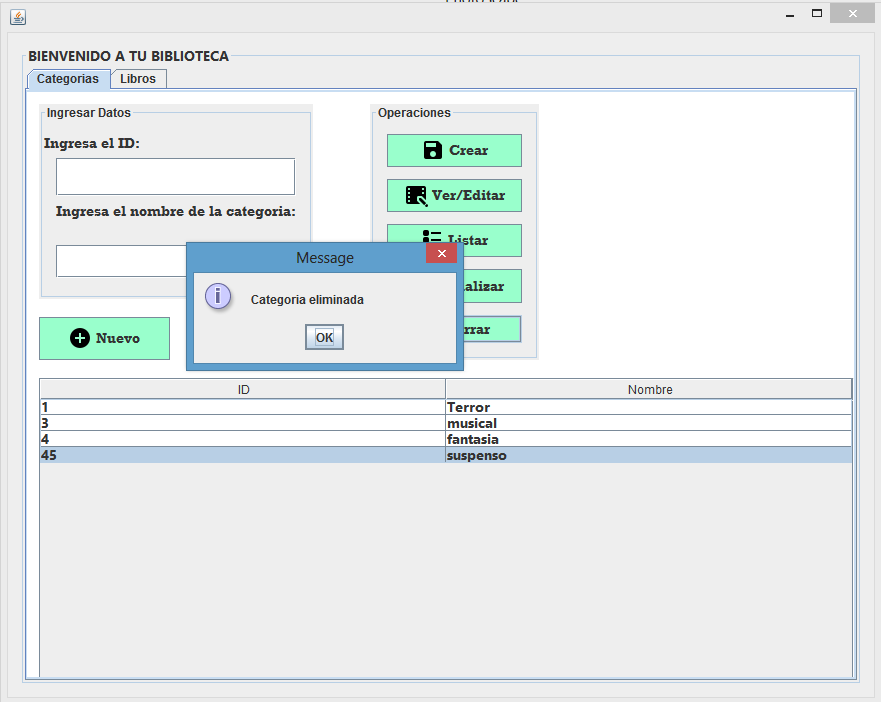 BIENVENIDO A TU BIBLIOTECA
Categorias Libros
Ingresar Datos
Ingresa el ID:
Ingresa el nombre de la categoria:
Nuevo
Operaciones
Crear
Ver/Editar
Listar
alizar
rrar
Message
Categoria eliminada
OK
ID Nombre
1 Terror
3 musical
4 fantasia
45 suspenso